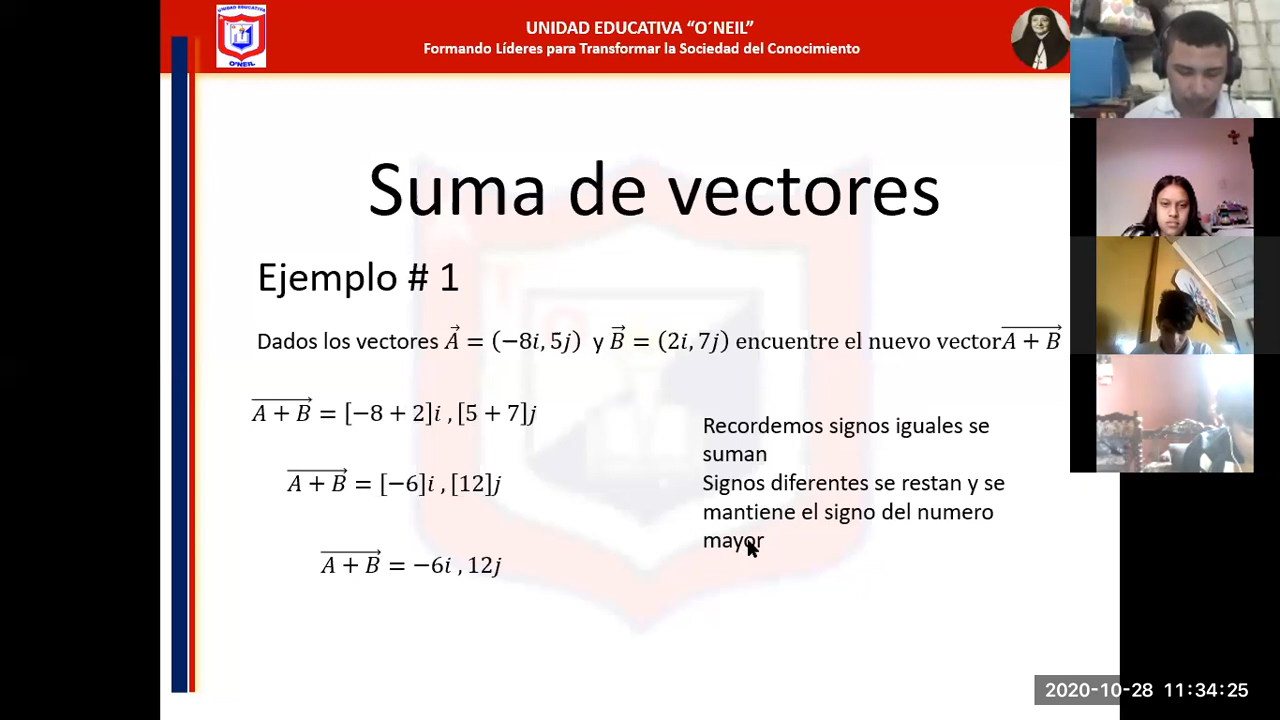 UNIDAD EDUCATIVA
O´NEIL
UNIDAD EDUCATIVA “O´NEIL”
Formando Líderes para Transformar la Sociedad del Conocimiento
Suma de vectores
Ejemplo # 1
Dados los vectores A⃗ = (−8i, 5j) y B⃗ = (2i, 7j) encuentre el nuevo vector A + B
A + B = [−8 + 2]i , [5 + 7]j
A + B = [−6]i , [12]j
A + B = −6i , 12j
Recordemos signos iguales se
suman
Signos diferentes se restan y se
mantiene el signo del numero
mayor
2020-10-28 11:34:25